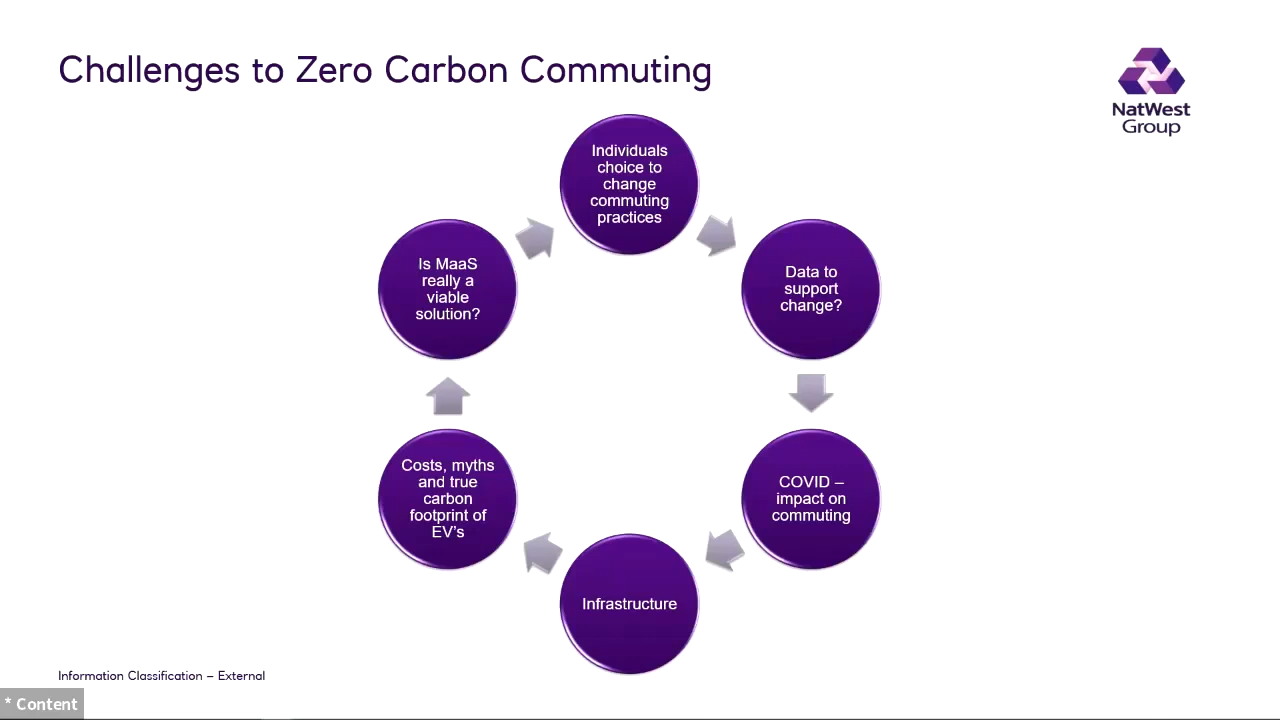 Challenges to Zero Carbon Commuting
NatWest
Group
Individuals
choice to
change
commuting
practices
Data to
support
change?
COVID –
impact on
commuting
Infrastructure
Costs, myths
and true
carbon
footprint of
EV's
Is MaaS
really a
viable
solution?
Information Classification – External
* Content